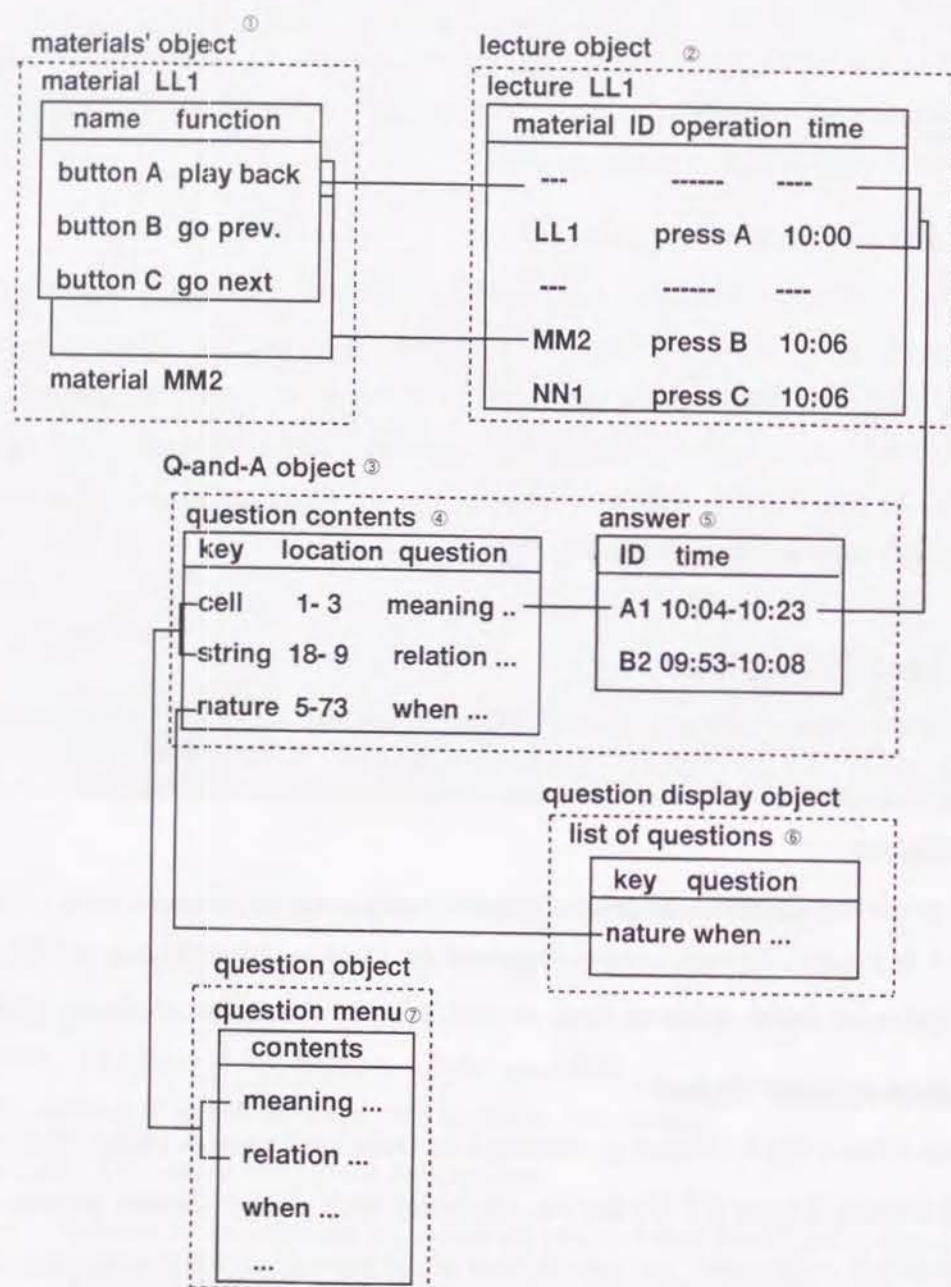 materials' object ①
material LL1
name function
button A play back
button B go prev.
button C go next
material MM2
lecture object ②
lecture LL1
material ID operation time
--- ------ ----
LL1 press A 10:00
--- ------ ----
MM2 press B 10:06
NN1 press C 10:06
Q-and-A object ③
question contents ④
key location question
cell 1- 3 meaning ..
string 18- 9 relation ...
nature 5-73 when ...
answer ⑤
ID time
A1 10:04-10:23
B2 09:53-10:08
question display object
list of questions ⑥
key question
nature when ...
question object
question menu⑦
contents
meaning ...
relation ...
when ...
...